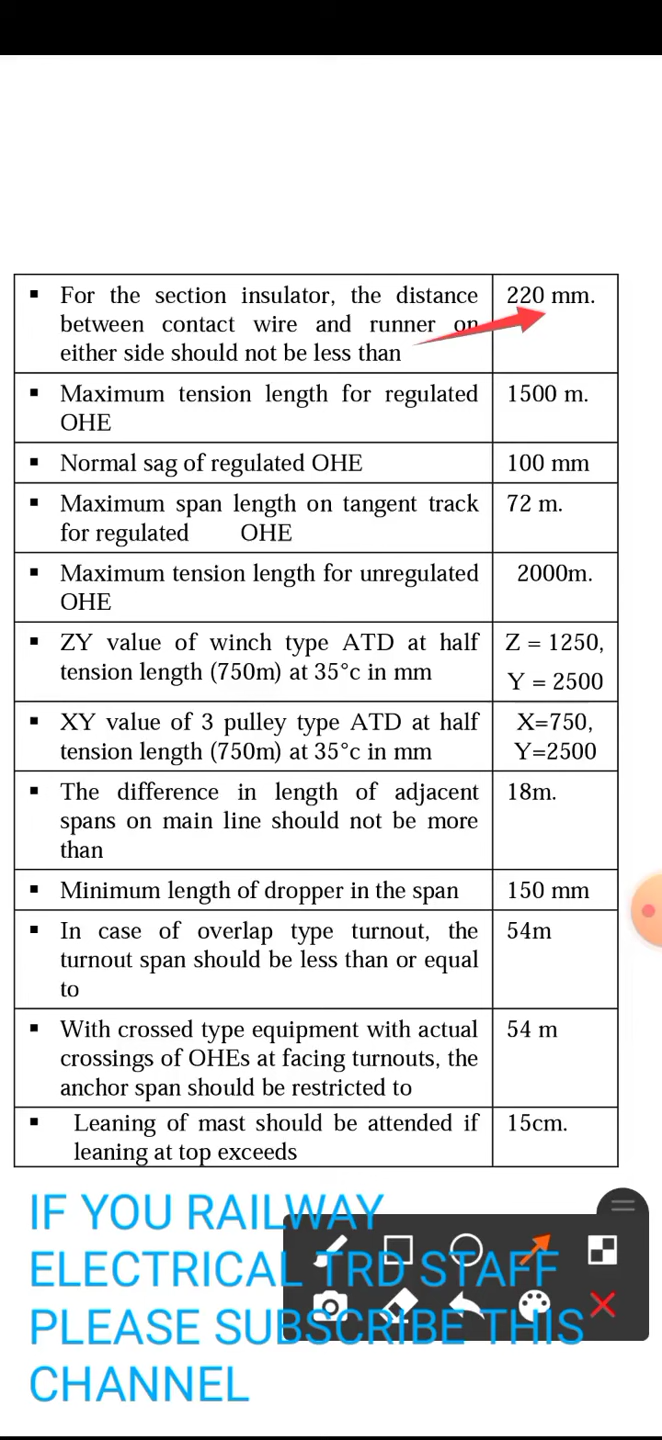 ▪ For the section insulator, the distance
between contact wire and runner on
either side should not be less than
220 mm.
▪ Maximum tension length for regulated
OHE
1500 m.
▪ Normal sag of regulated OHE
100 mm
▪ Maximum span length on tangent track
for regulated OHE
72 m.
▪ Maximum tension length for unregulated
OHE
2000m.
▪ ZY value of winch type ATD at half
tension length (750m) at 35°c in mm
Z = 1250,
Y = 2500
▪ XY value of 3 pulley type ATD at half
tension length (750m) at 35°c in mm
X=750,
Y=2500
▪ The difference in length of adjacent
spans on main line should not be more
than
18m.
▪ Minimum length of dropper in the span
150 mm
▪ In case of overlap type turnout, the
turnout span should be less than or equal
to
54m
▪ With crossed type equipment with actual
crossings of OHEs at facing turnouts, the
anchor span should be restricted to
54 m
▪ Leaning of mast should be attended if
leaning at top exceeds
15cm.
IF YOU RAILWAY
ELECTRICAL TRD STAFF
PLEASE SUBSCRIBE THIS
CHANNEL